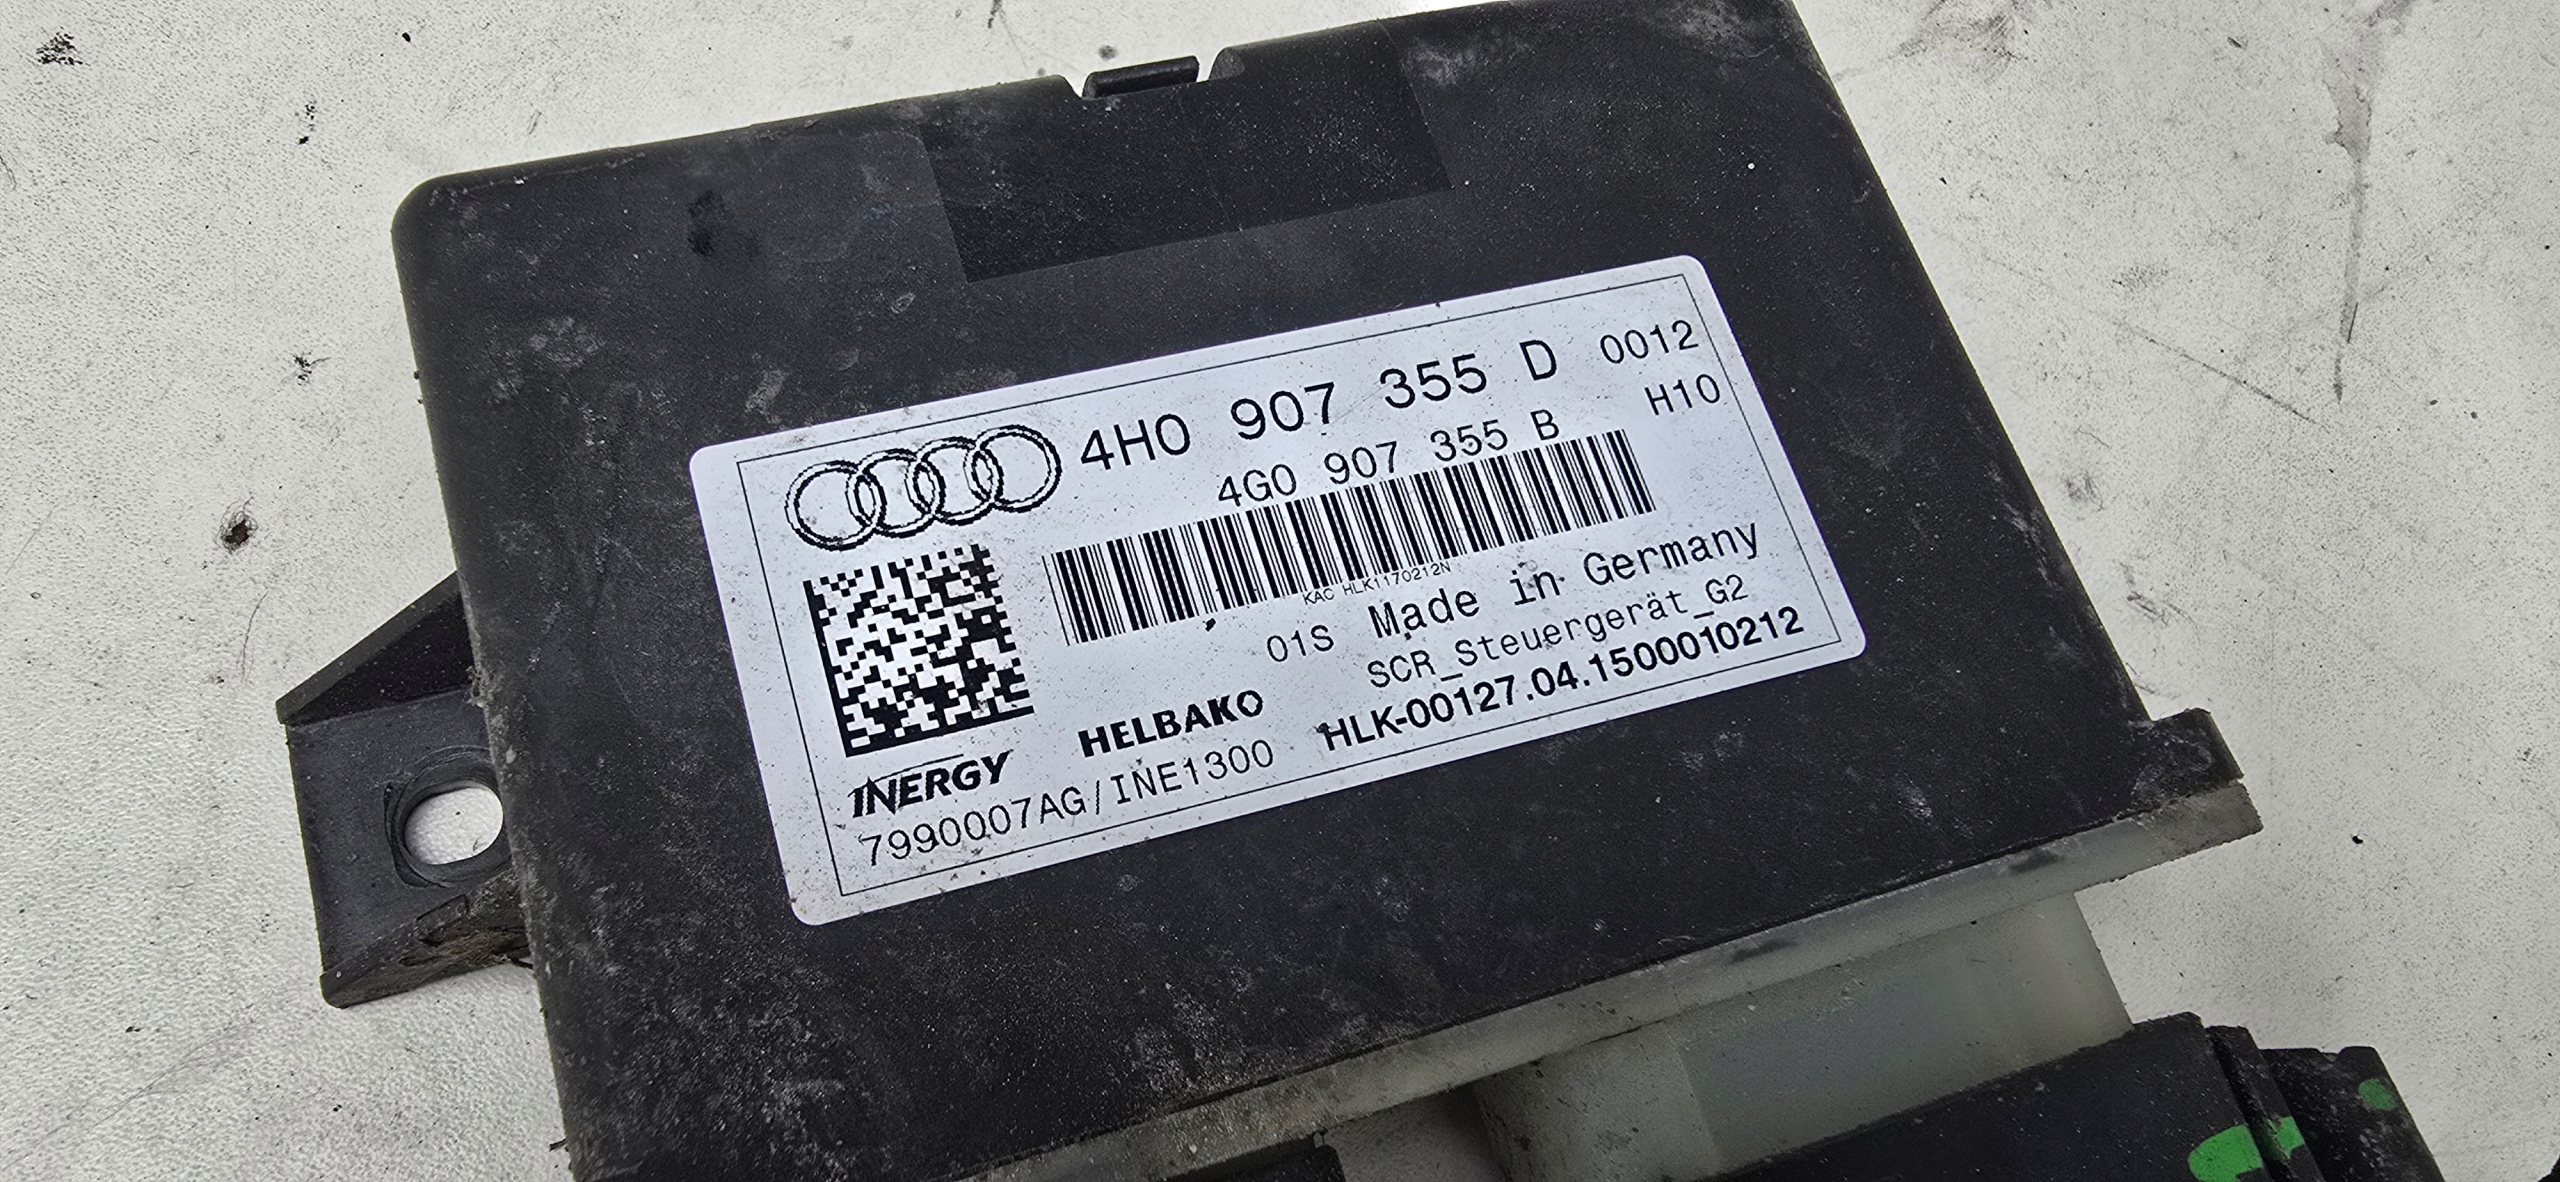 4H0 907 355 D 0012
4G0 907 355 B H10
KAC HLK1170212N
01S Made in Germany
SCR_Steuergerät_G2
HELBAKO HLK-00127.04.1500010212
INERGY
7990007AG/INE1300